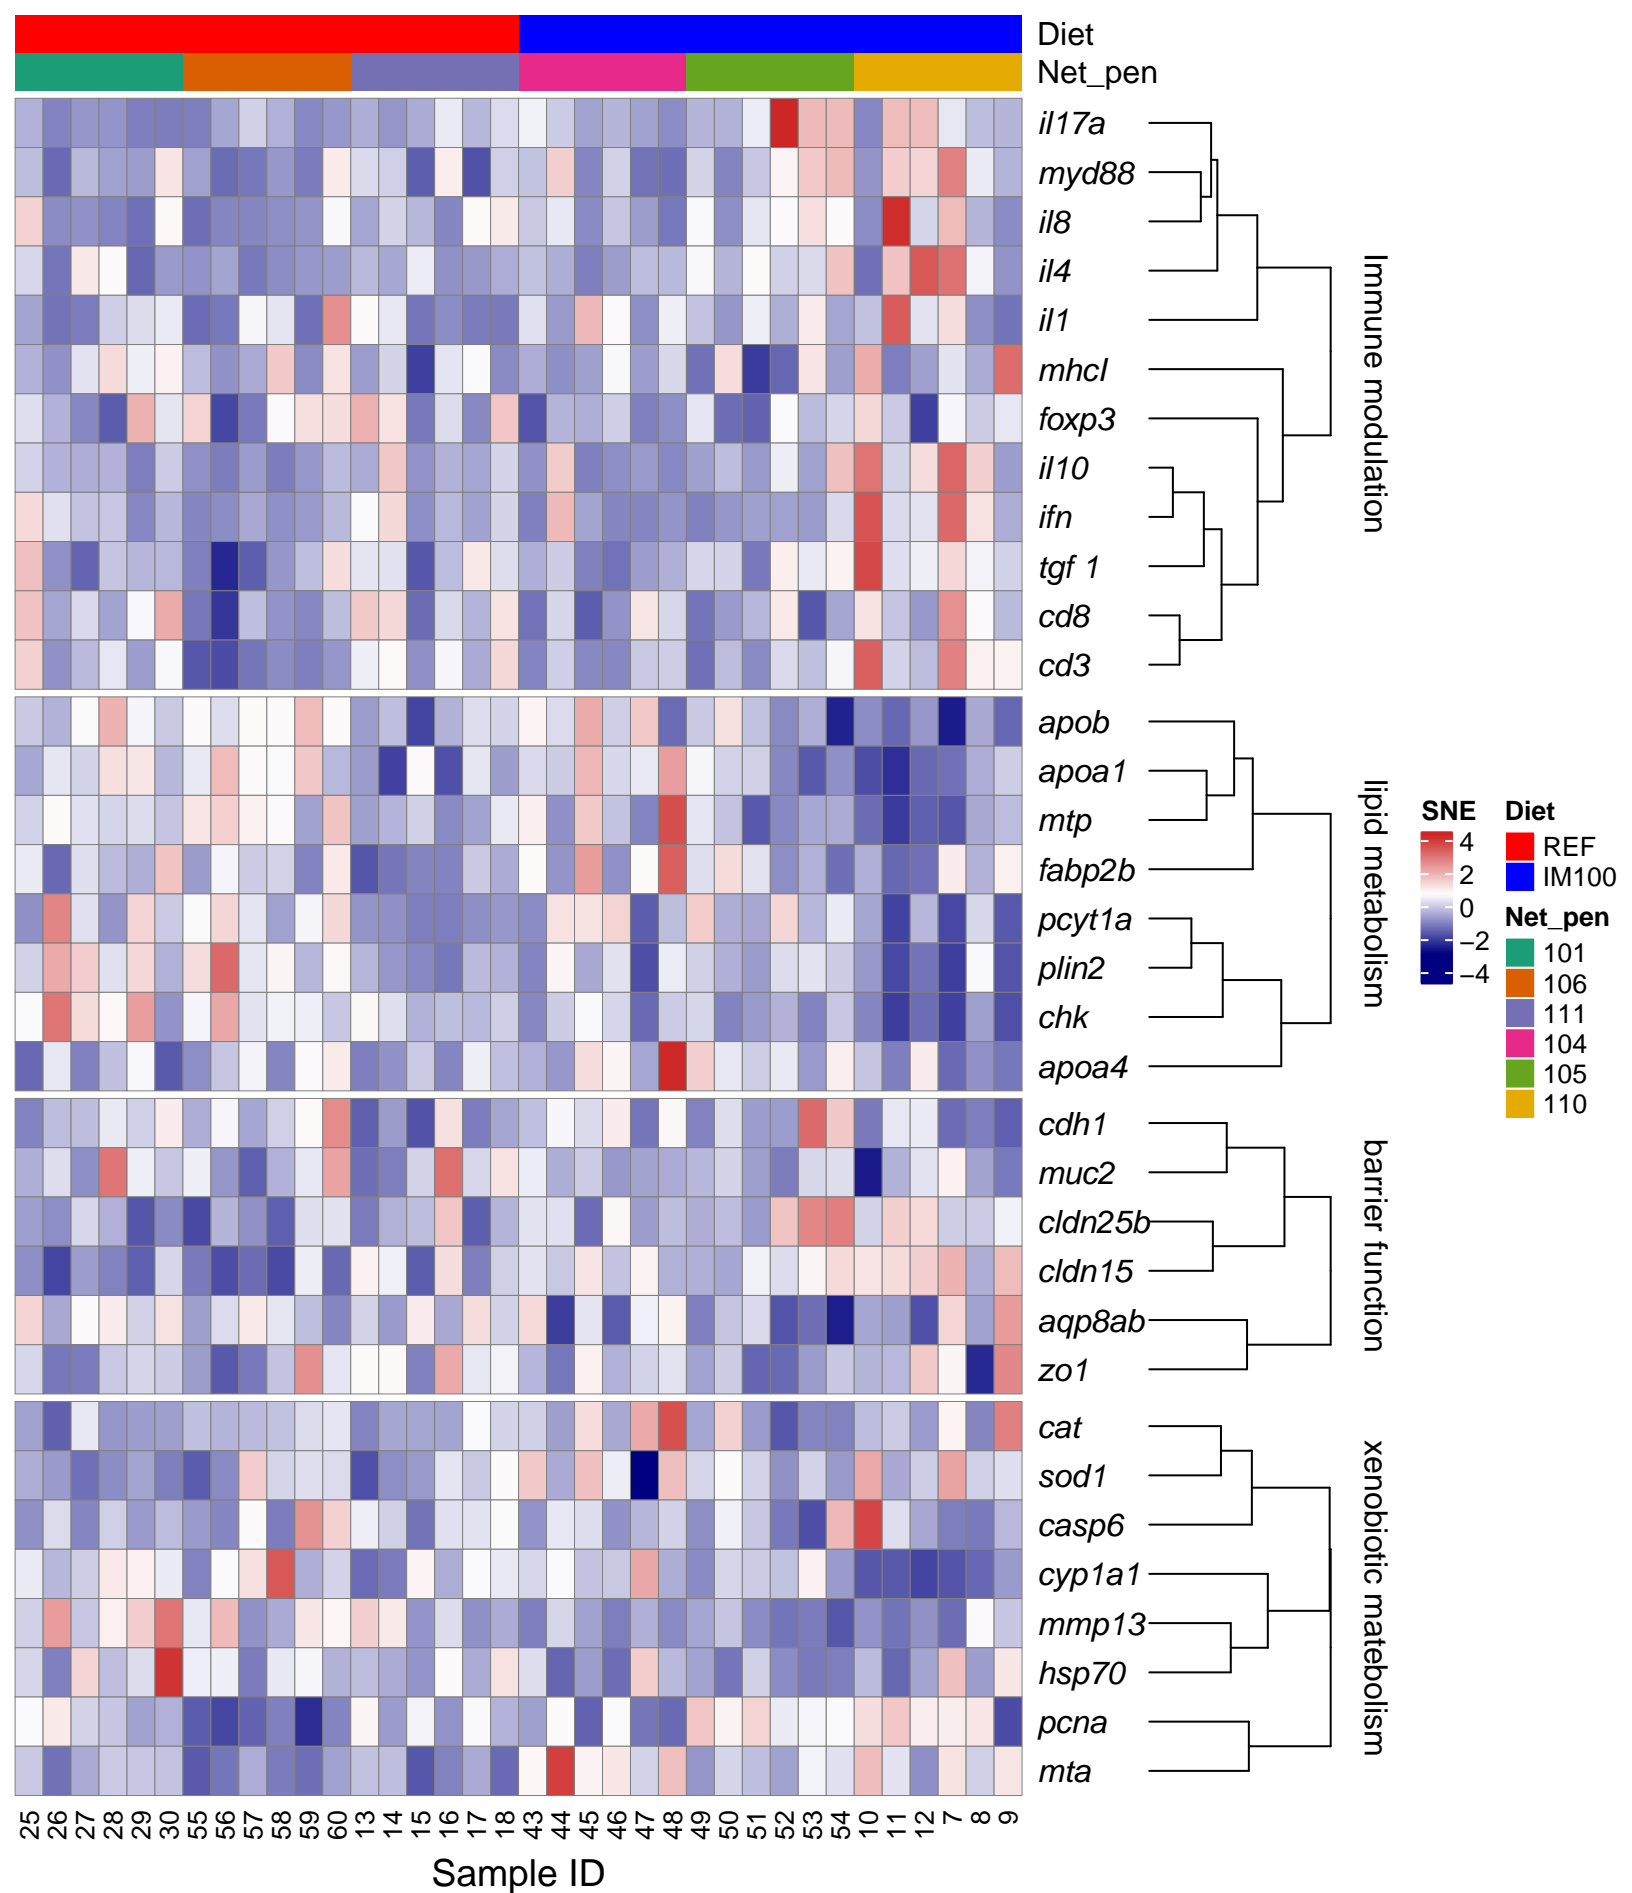 Diet
Net_pen
il17a
myd88
il8
il4
il1
mhcI
foxp3
il10
ifn
tgf 1
cd8
cd3
Immune modulation
apob
apoa1
mtp
fabp2b
pcyt1a
plin2
chk
apoa4
lipid metabolism
cdh1
muc2
cldn25b
cldn15
aqp8ab
zo1
barrier function
cat
sod1
casp6
cyp1a1
mmp13
hsp70
pcna
mta
xenobiotic matebolism
SNE
4
2
0
−2
−4
Diet
REF
IM100
Net_pen
101
106
111
104
105
110
25 26 27 28 29 30 55 56 57 58 59 60 13 14 15 16 17 18 43 44 45 46 47 48 49 50 51 52 53 54 10 11 12 7 8 9
Sample ID